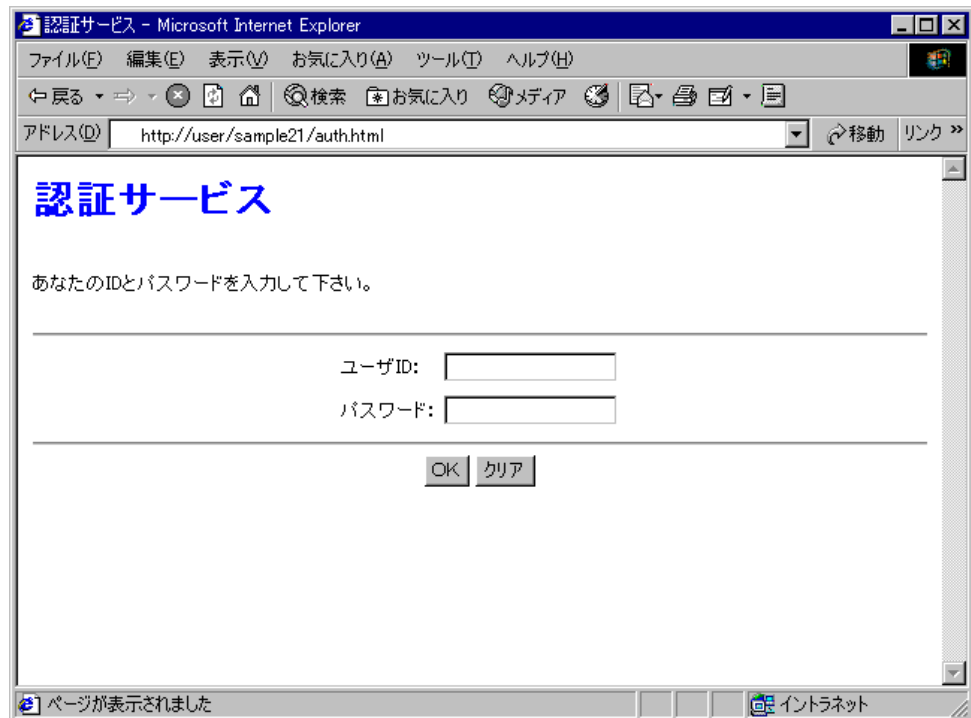 認証サービス - Microsoft Internet Explorer
ファイル(F) 編集(E) 表示(V) お気に入り(A) ツール(T) ヘルプ(H)
戻る 検索 お気に入り メディア
アドレス(D) http://user/sample21/auth.html 移動 リンク »
認証サービス
あなたのIDとパスワードを入力して下さい。
ユーザID:
パスワード:
OK クリア
ページが表示されました イントラネット